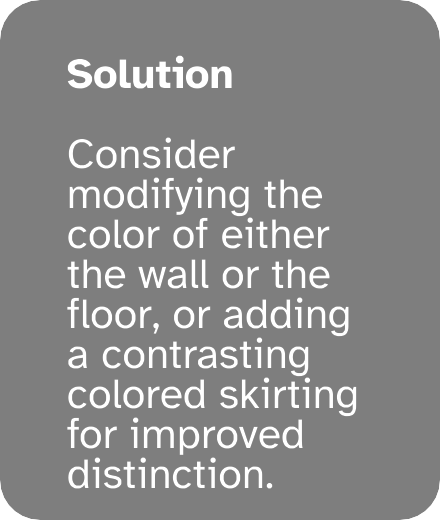 Solution
Consider
modifying the
color of either
the wall or the
floor, or adding
a contrasting
colored skirting
for improved
distinction.